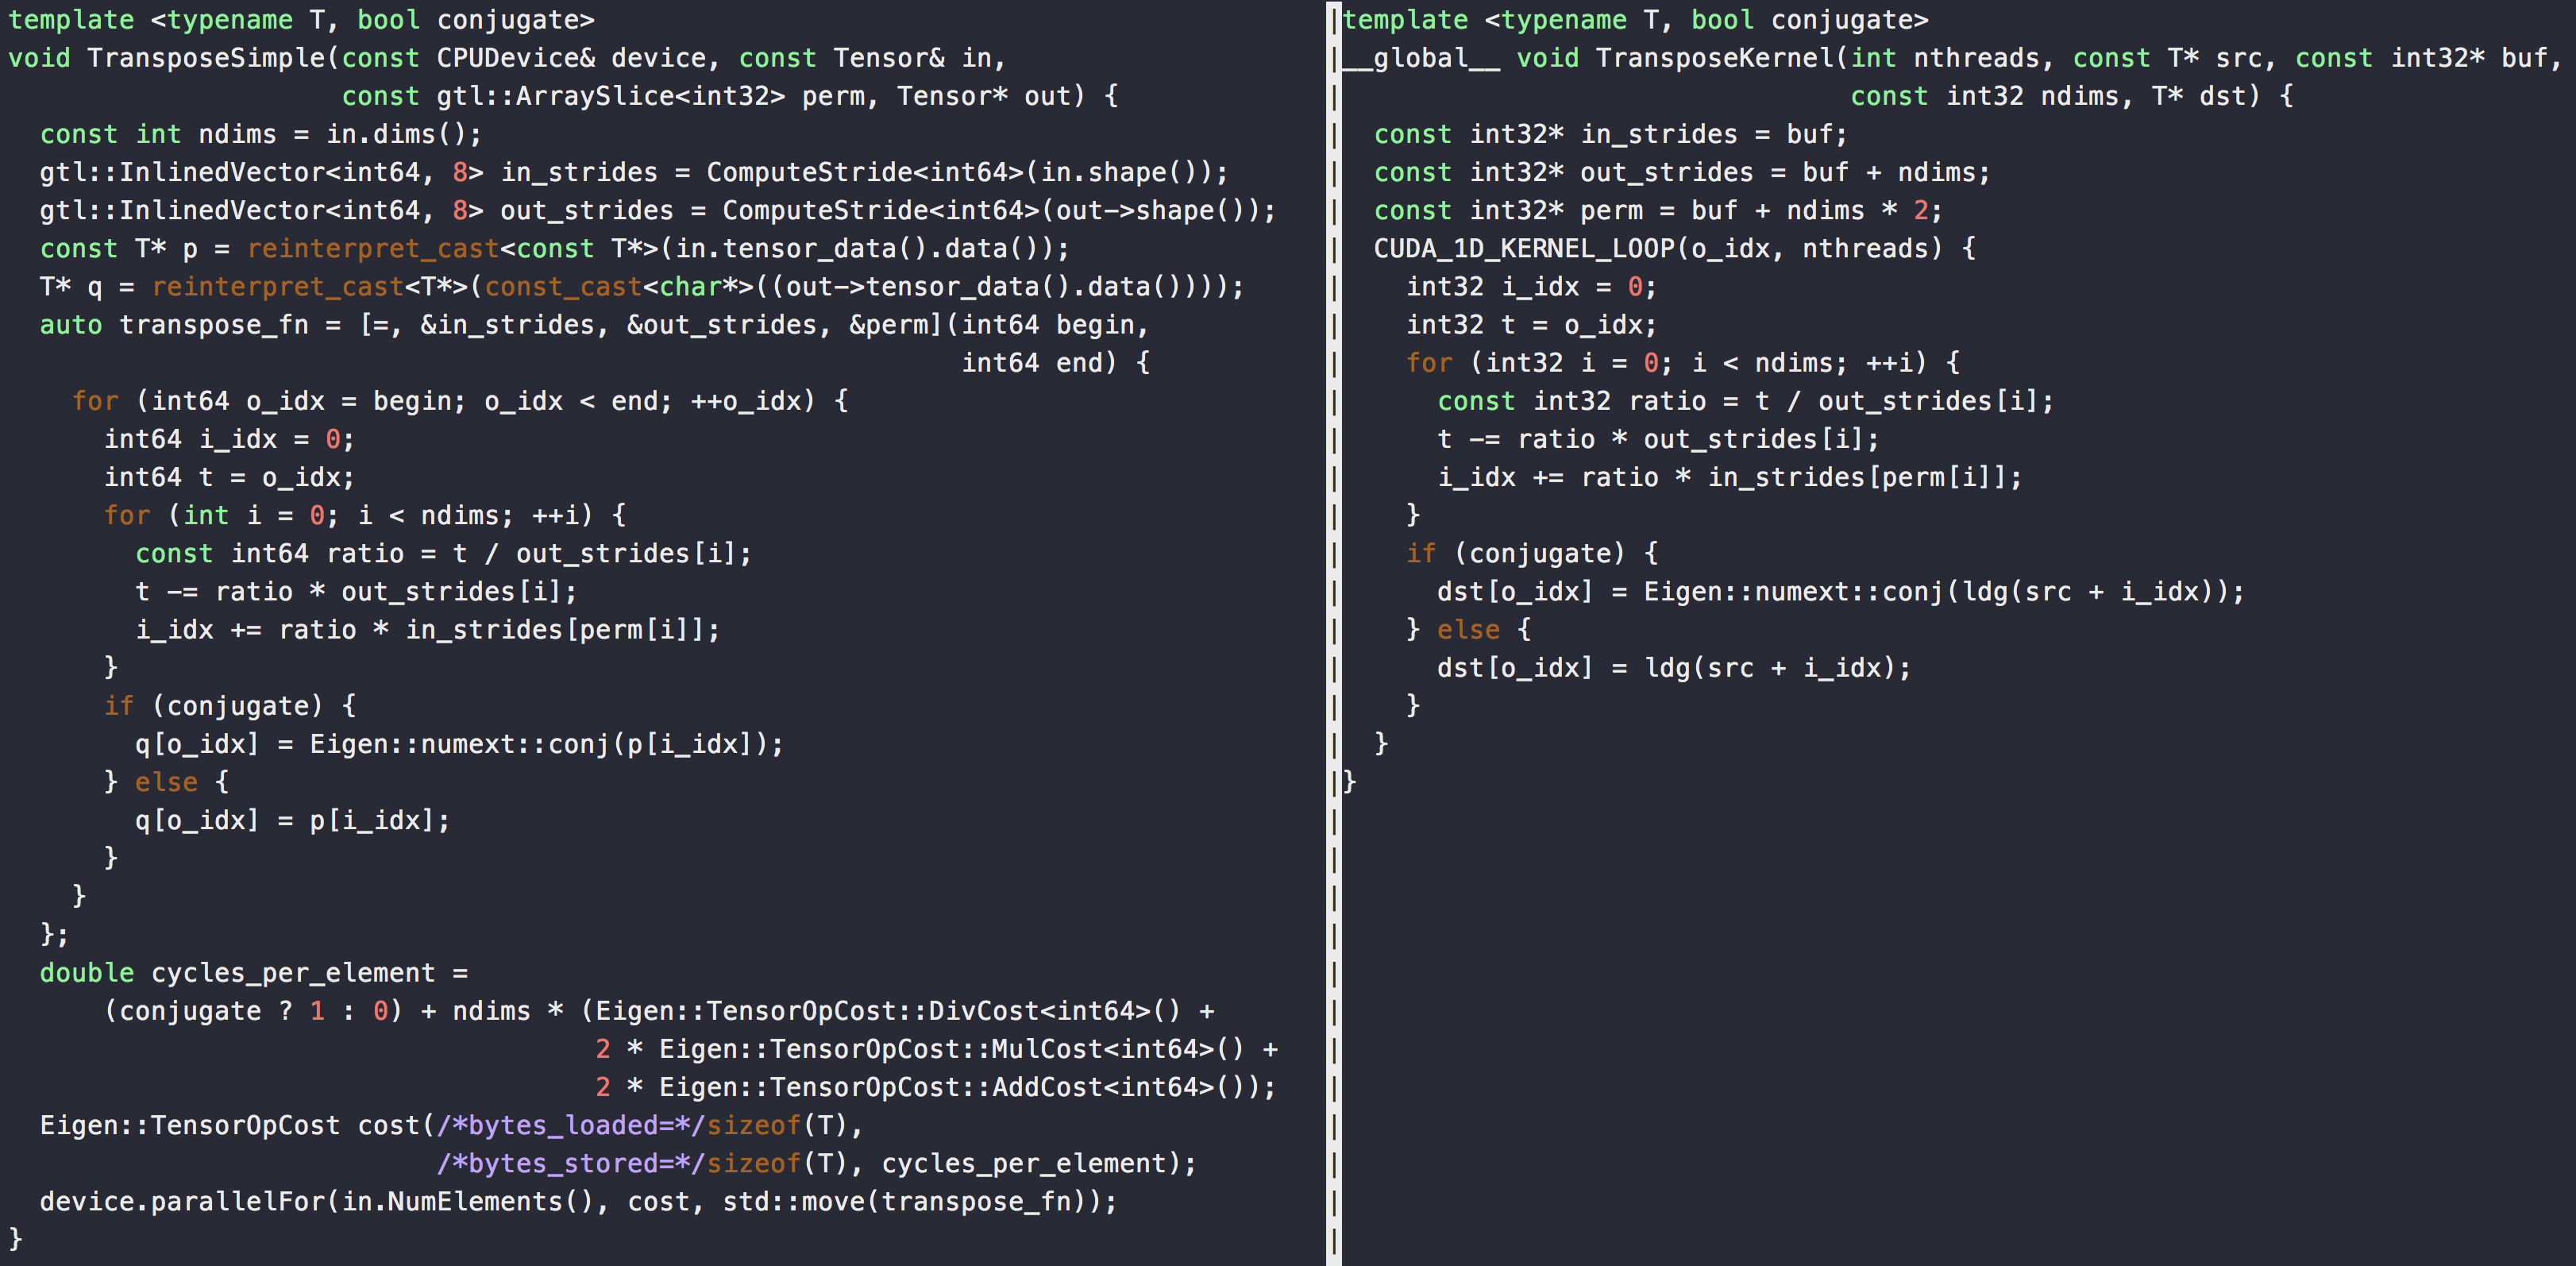 template <typename T, bool conjugate>
void TransposeSimple(const CPUDevice& device, const Tensor& in,
                     const gtl::ArraySlice<int32> perm, Tensor* out) {
  const int ndims = in.dims();
  gtl::InlinedVector<int64, 8> in_strides = ComputeStride<int64>(in.shape());
  gtl::InlinedVector<int64, 8> out_strides = ComputeStride<int64>(out->shape());
  const T* p = reinterpret_cast<const T*>(in.tensor_data().data());
  T* q = reinterpret_cast<T*>(const_cast<char*>((out->tensor_data().data())));
  auto transpose_fn = [=, &in_strides, &out_strides, &perm](int64 begin,
                                                            int64 end) {
    for (int64 o_idx = begin; o_idx < end; ++o_idx) {
      int64 i_idx = 0;
      int64 t = o_idx;
      for (int i = 0; i < ndims; ++i) {
        const int64 ratio = t / out_strides[i];
        t -= ratio * out_strides[i];
        i_idx += ratio * in_strides[perm[i]];
      }
      if (conjugate) {
        q[o_idx] = Eigen::numext::conj(p[i_idx]);
      } else {
        q[o_idx] = p[i_idx];
      }
    }
  };
  double cycles_per_element =
      (conjugate ? 1 : 0) + ndims * (Eigen::TensorOpCost::DivCost<int64>() +
                                     2 * Eigen::TensorOpCost::MulCost<int64>() +
                                     2 * Eigen::TensorOpCost::AddCost<int64>());
  Eigen::TensorOpCost cost(/*bytes_loaded=*/sizeof(T),
                           /*bytes_stored=*/sizeof(T), cycles_per_element);
  device.parallelFor(in.NumElements(), cost, std::move(transpose_fn));
}
template <typename T, bool conjugate>
__global__ void TransposeKernel(int nthreads, const T* src, const int32* buf,
                                const int32 ndims, T* dst) {
  const int32* in_strides = buf;
  const int32* out_strides = buf + ndims;
  const int32* perm = buf + ndims * 2;
  CUDA_1D_KERNEL_LOOP(o_idx, nthreads) {
    int32 i_idx = 0;
    int32 t = o_idx;
    for (int32 i = 0; i < ndims; ++i) {
      const int32 ratio = t / out_strides[i];
      t -= ratio * out_strides[i];
      i_idx += ratio * in_strides[perm[i]];
    }
    if (conjugate) {
      dst[o_idx] = Eigen::numext::conj(ldg(src + i_idx));
    } else {
      dst[o_idx] = ldg(src + i_idx);
    }
  }
}